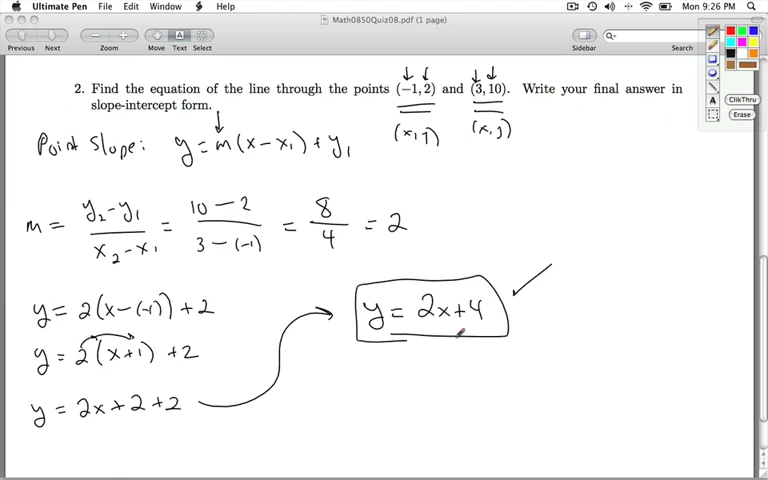 Ultimate Pen File Edit Window Help Mon 9:26 PM
Math0850Quiz08.pdf (1 page)
Previous Next Zoom Move Text Select Sidebar Search
2. Find the equation of the line through the points (−1, 2) and (3, 10). Write your final answer in
slope-intercept form.
(x, y) (x, y)
Point Slope: y = m(x − x₁) + y₁
m = y₂ − y₁ / x₂ − x₁ = 10 − 2 / 3 − (−1) = 8 / 4 = 2
y = 2(x − (−1)) + 2
y = 2x + 4
y = 2(x + 1) + 2
y = 2x + 2 + 2
A
ClikThru
Erase